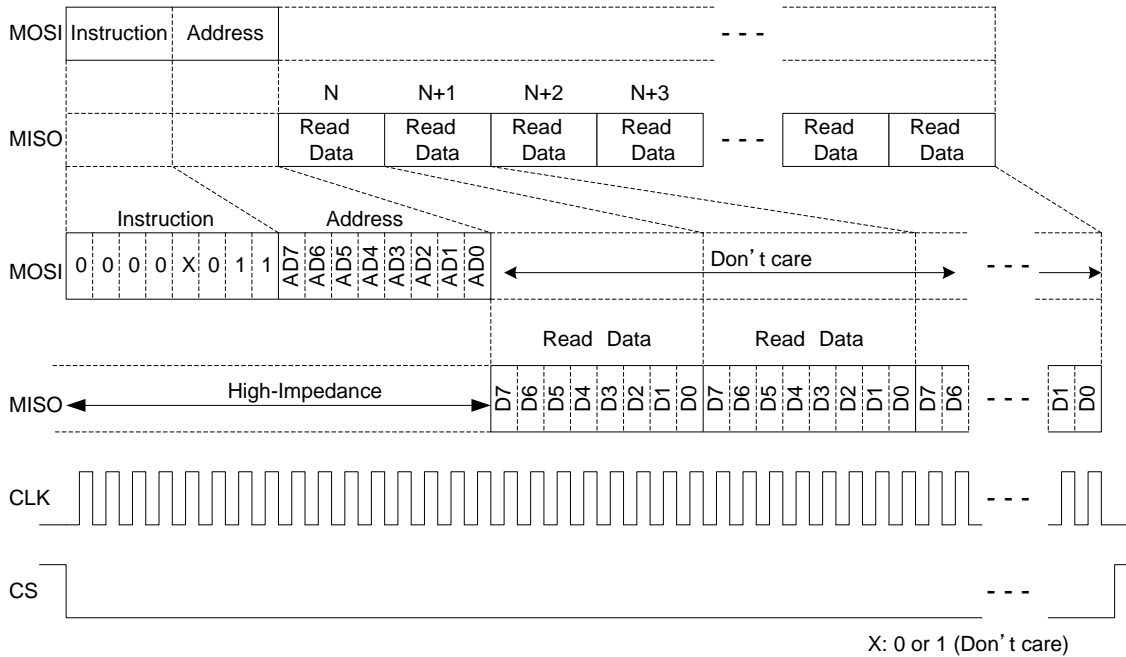 MOSI Instruction Address - - -
N N+1 N+2 N+3
MISO Read Data Read Data Read Data Read Data - - - Read Data Read Data
Instruction Address
MOSI 0 0 0 0 X 0 1 1 AD7 AD6 AD5 AD4 AD3 AD2 AD1 AD0 Don't care - - -
Read Data Read Data
MISO High-Impedance D7 D6 D5 D4 D3 D2 D1 D0 D7 D6 D5 D4 D3 D2 D1 D0 D7 D6 - - - D1 D0
CLK - - -
CS - - -
X: 0 or 1 (Don't care)